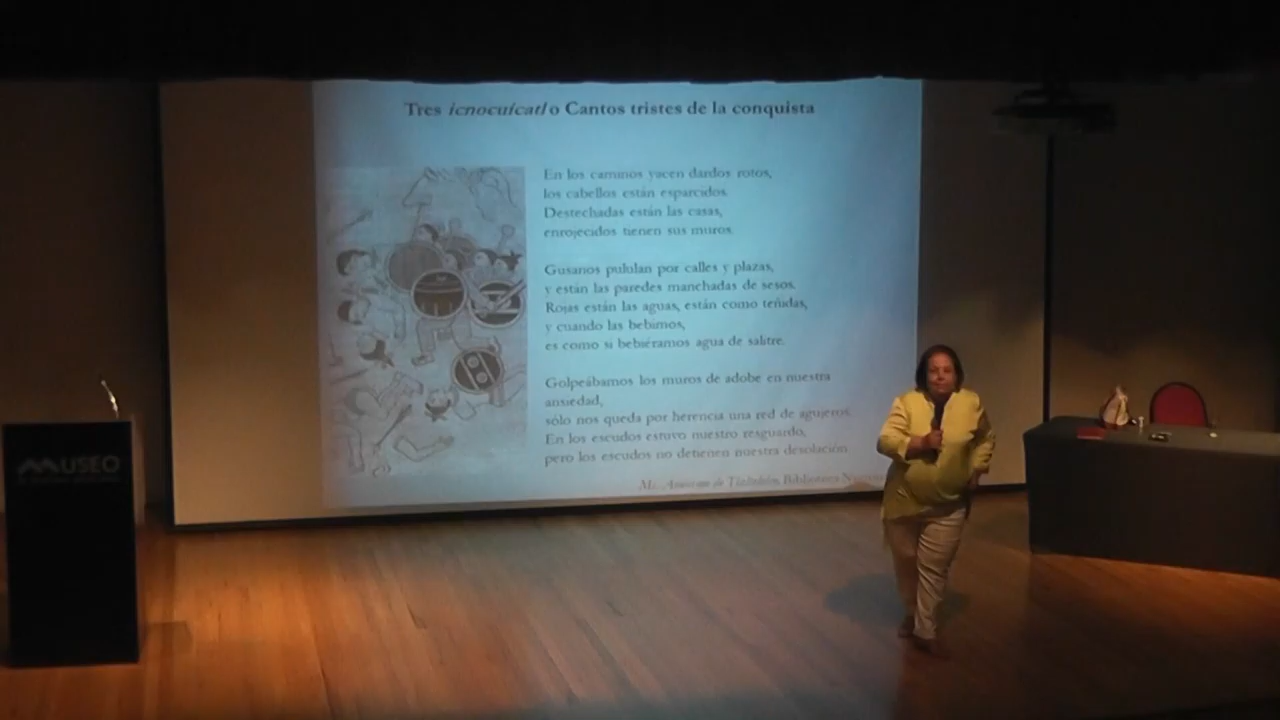 Tres icnocuicatl o Cantos tristes de la conquista
En los caminos yacen dardos rotos,
los cabellos están esparcidos.
Destechadas están las casas,
enrojecidos tienen sus muros.
Gusanos pululan por calles y plazas,
y están las paredes manchadas de sesos.
Rojas están las aguas, están como teñidas,
y cuando las bebimos,
es como si bebiéramos agua de salitre.
Golpeábamos los muros de adobe en nuestra
ansiedad,
sólo nos queda por herencia una red de agujeros.
En los escudos estuvo nuestro resguardo,
pero los escudos no detienen nuestra desolación.
de Tlatelolco, Biblioteca
MUSEO